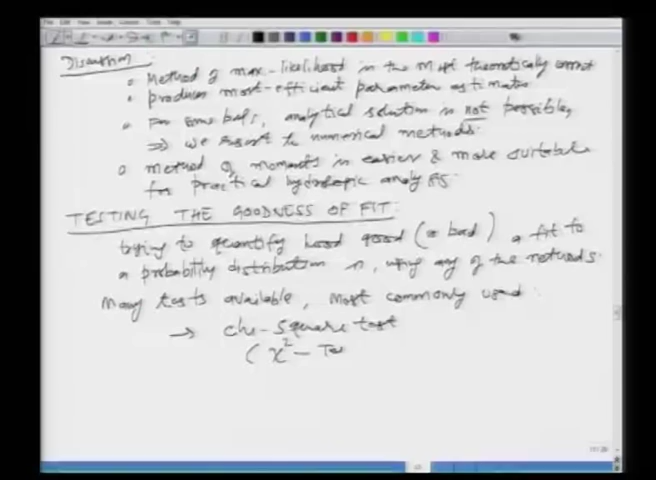 Discussion:
o Method of max-likelihood is the most theoretically correct
• produces most-efficient parameter estimates
o For some pdfs, analytical solution is not possible,
⇒ we resort to numerical methods.
o method of moments is easier & more suitable
for practical hydrologic analysis.
TESTING THE GOODNESS OF FIT:
trying to quantify how good (or bad) a fit to
a probability distribution is, using any of the methods.
Many tests available, most commonly used:
→ chi-square test
( χ² – Te